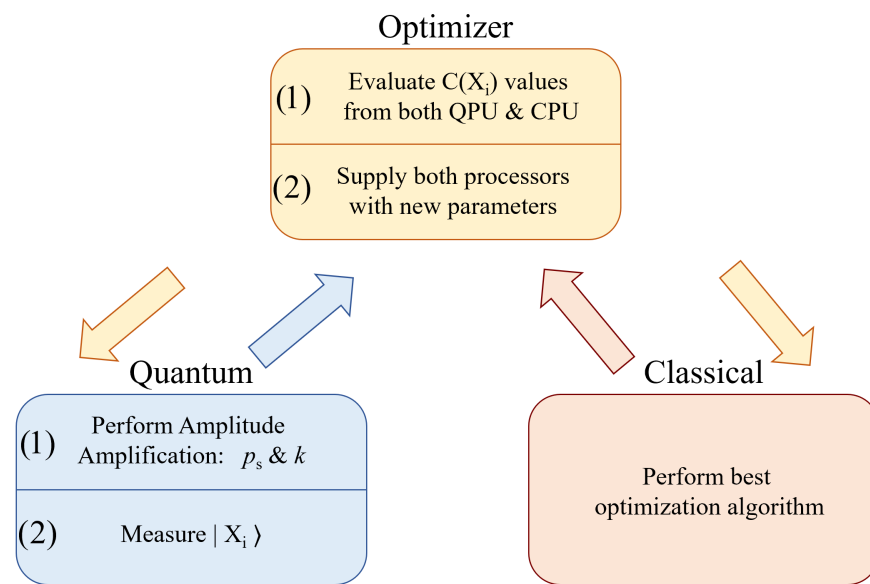 Optimizer
(1) Evaluate C(Xᵢ) values
from both QPU & CPU
(2) Supply both processors
with new parameters
Quantum
(1) Perform Amplitude
Amplification: pₛ & k
(2) Measure | Xᵢ ⟩
Classical
Perform best
optimization algorithm